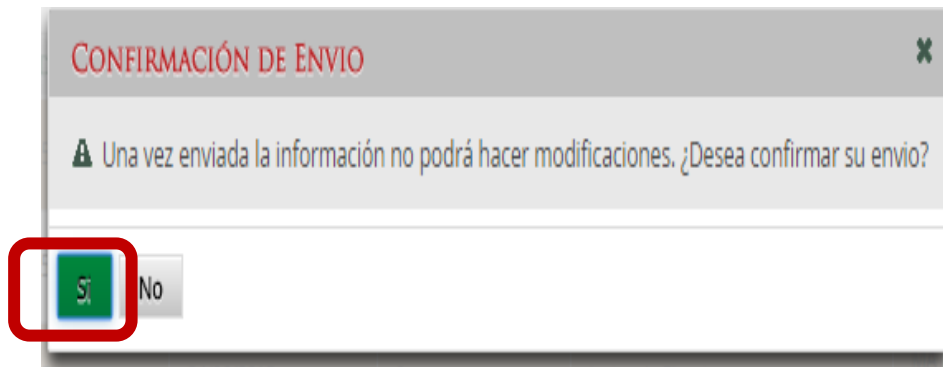 Confirmación de Envio
Una vez enviada la información no podrá hacer modificaciones. ¿Desea confirmar su envio?
Sí
No